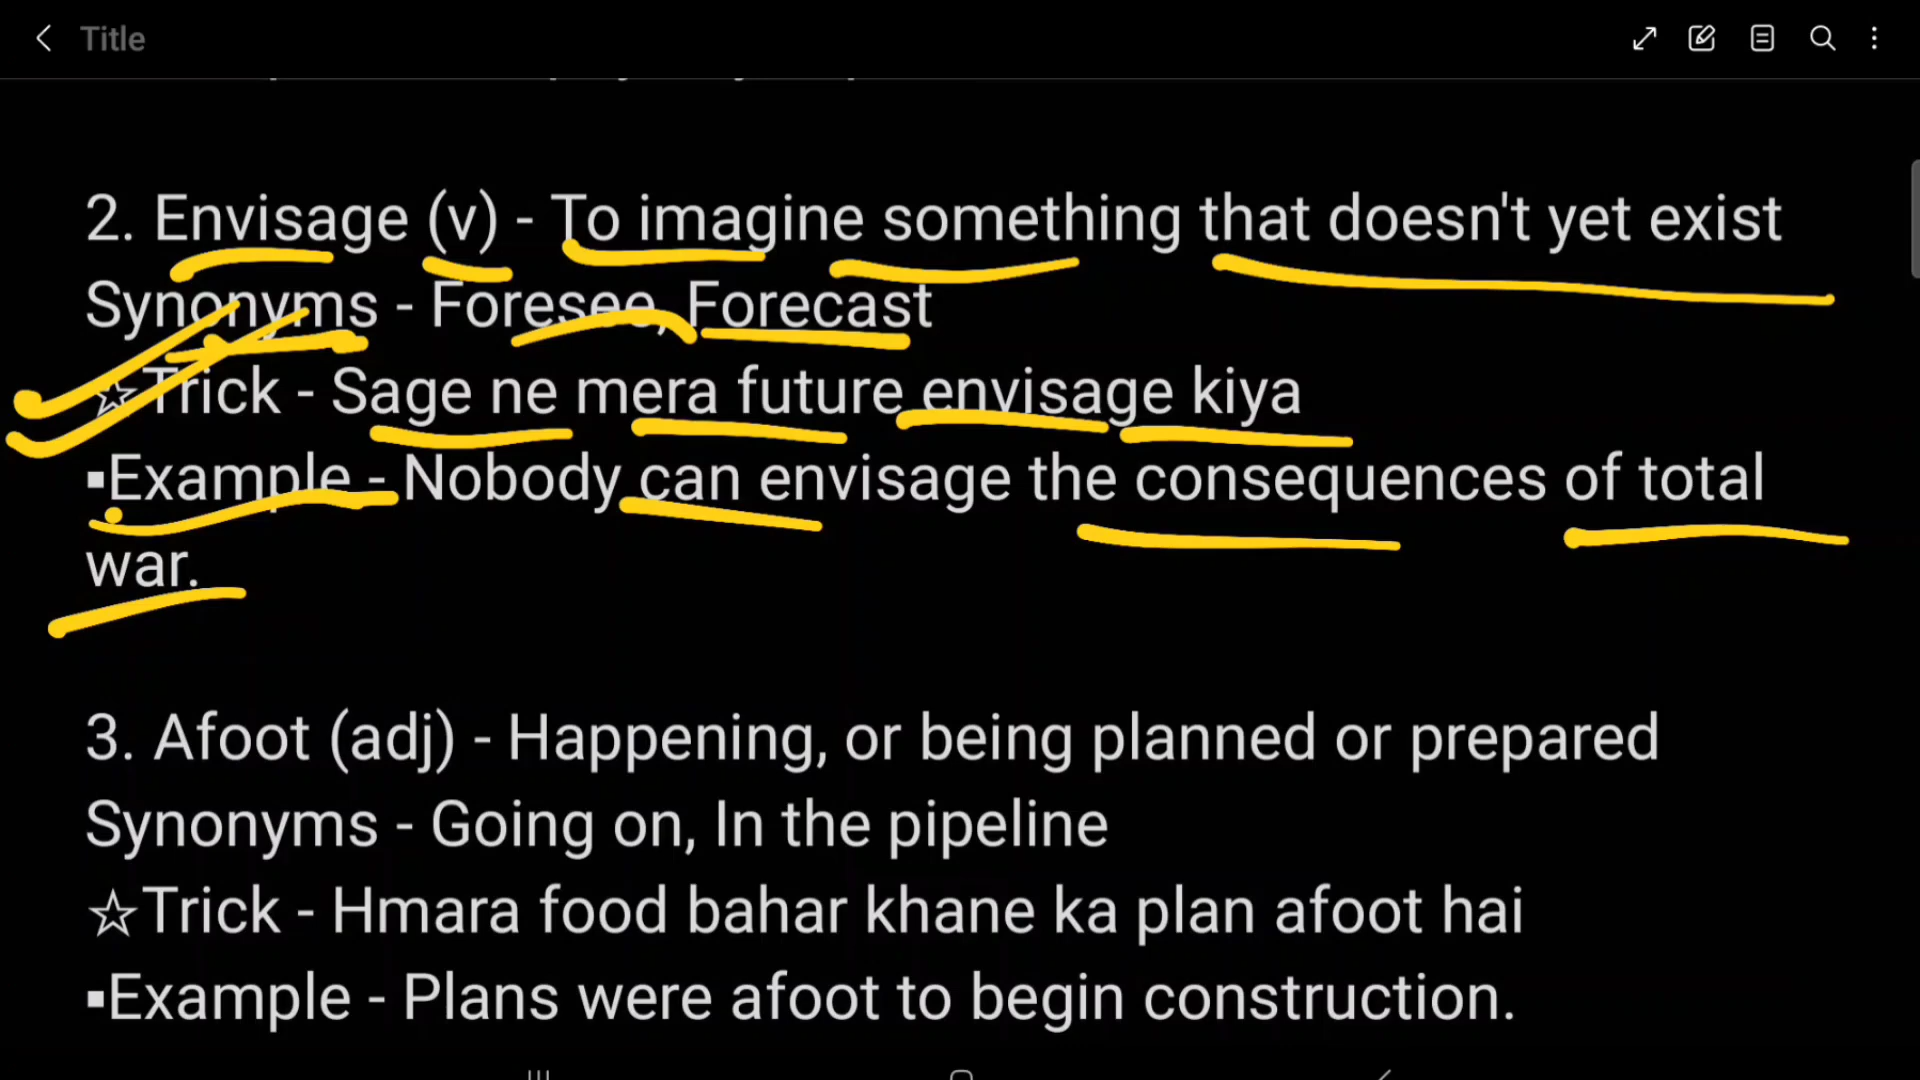 Title
2. Envisage (v) - To imagine something that doesn't yet exist
Synonyms - Foresee, Forecast
☆Trick - Sage ne mera future envisage kiya
▪Example - Nobody can envisage the consequences of total
war.
3. Afoot (adj) - Happening, or being planned or prepared
Synonyms - Going on, In the pipeline
☆Trick - Hmara food bahar khane ka plan afoot hai
▪Example - Plans were afoot to begin construction.